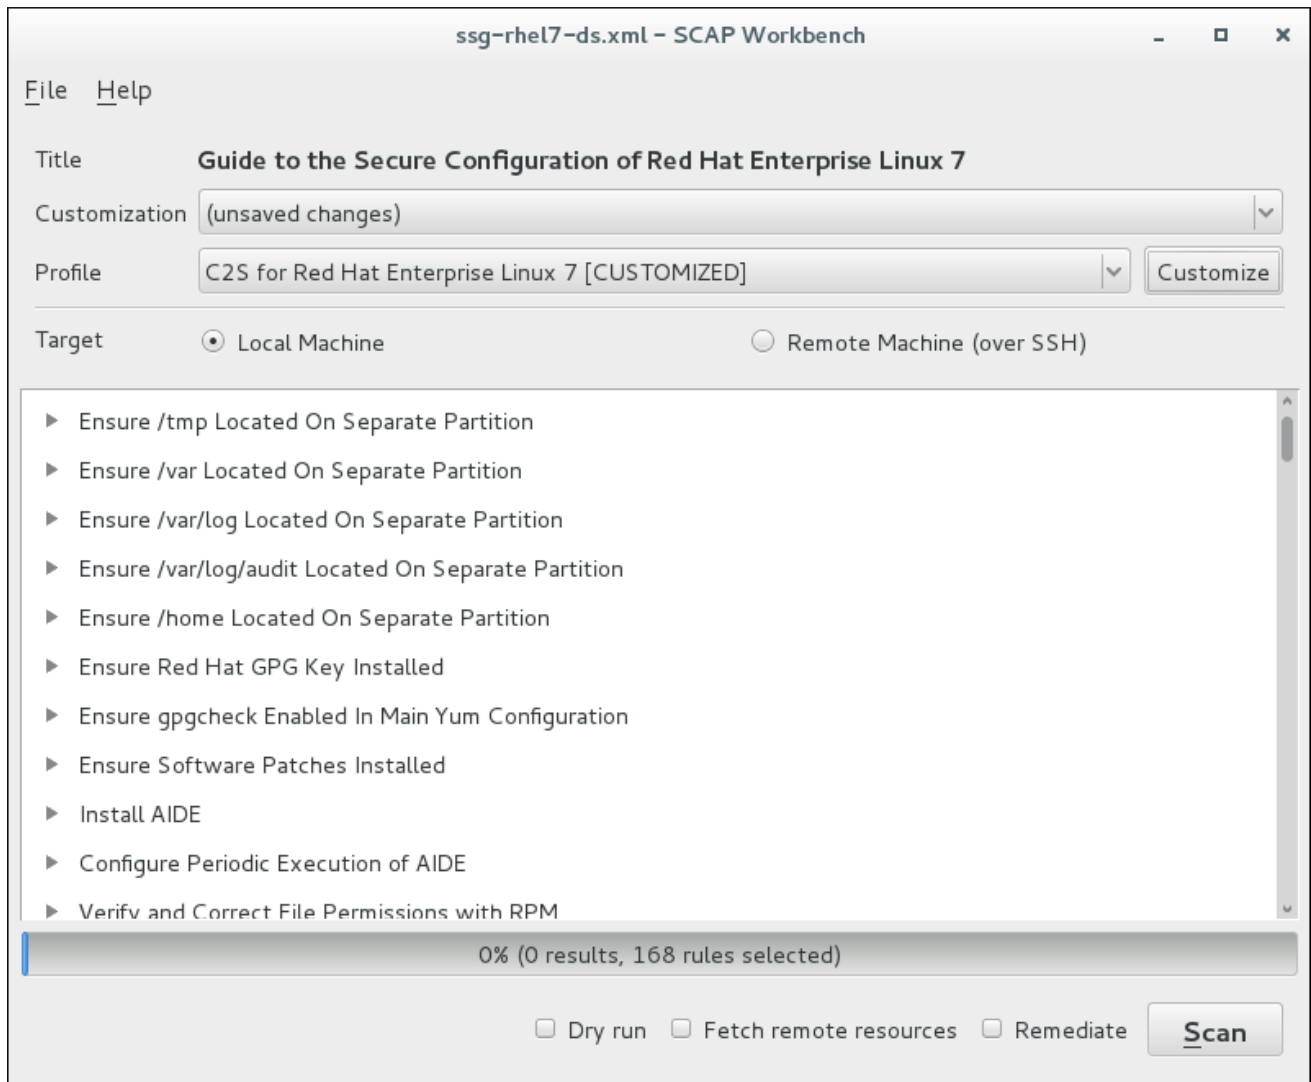 ssg-rhel7-ds.xml – SCAP Workbench
File Help
Title Guide to the Secure Configuration of Red Hat Enterprise Linux 7
Customization (unsaved changes)
Profile C2S for Red Hat Enterprise Linux 7 [CUSTOMIZED] Customize
Target Local Machine Remote Machine (over SSH)
Ensure /tmp Located On Separate Partition
Ensure /var Located On Separate Partition
Ensure /var/log Located On Separate Partition
Ensure /var/log/audit Located On Separate Partition
Ensure /home Located On Separate Partition
Ensure Red Hat GPG Key Installed
Ensure gpgcheck Enabled In Main Yum Configuration
Ensure Software Patches Installed
Install AIDE
Configure Periodic Execution of AIDE
Verify and Correct File Permissions with RPM
0% (0 results, 168 rules selected)
Dry run Fetch remote resources Remediate Scan